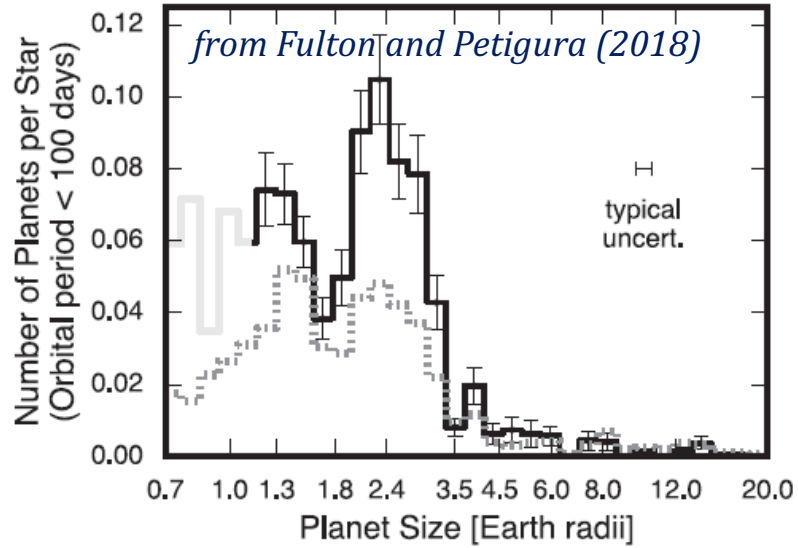 from Fulton and Petigura (2018)
Number of Planets per Star
(Orbital period < 100 days)
0.12
0.10
0.08
0.06
0.04
0.02
0.00
typical
uncert.
0.7 1.0 1.3 1.8 2.4 3.5 4.5 6.0 8.0 12.0 20.0
Planet Size [Earth radii]